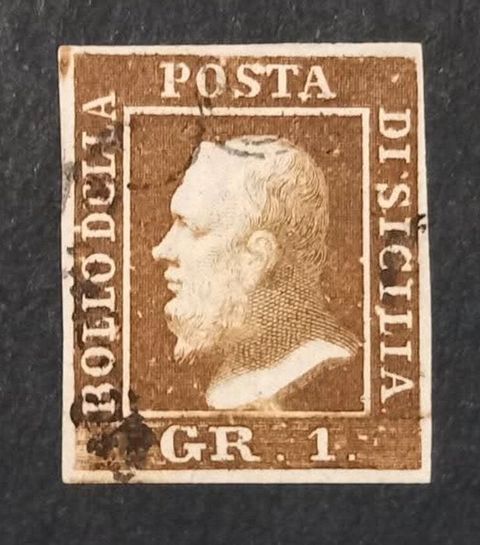 BOLLO DELLA
POSTA
DI SICILIA
GR. 1.